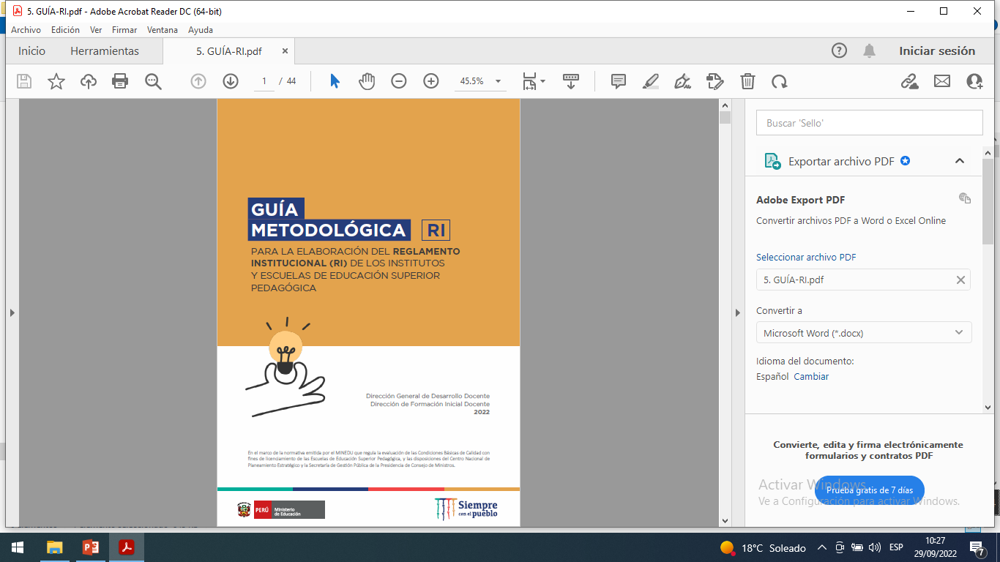 5. GUÍA-RI.pdf - Adobe Acrobat Reader DC (64-bit)
Archivo Edición Ver Firmar Ventana Ayuda
Inicio Herramientas 5. GUÍA-RI.pdf Iniciar sesión
1 / 44 45.5%
Buscar 'Sello'
Exportar archivo PDF
Adobe Export PDF
Convertir archivos PDF a Word o Excel Online
Seleccionar archivo PDF
5. GUÍA-RI.pdf
Convertir a
Microsoft Word (*.docx)
Idioma del documento:
Español Cambiar
Convierte, edita y firma electrónicamente
formularios y contratos PDF
Prueba gratis de 7 días
Activar Windows
Ve a Configuración para activar Windows.
GUÍA
METODOLÓGICA RI
PARA LA ELABORACIÓN DEL REGLAMENTO
INSTITUCIONAL (RI) DE LOS INSTITUTOS
Y ESCUELAS DE EDUCACIÓN SUPERIOR
PEDAGÓGICA
Dirección General de Desarrollo Docente
Dirección de Formación Inicial Docente
2022
En el marco de la normativa emitida por el MINEDU que regula la evaluación de las Condiciones Básicas de Calidad con
fines de licenciamiento de las Escuelas de Educación Superior Pedagógica, y las disposiciones del Centro Nacional de
Planeamiento Estratégico y la Secretaría de Gestión Pública de la Presidencia de Consejo de Ministros.
PERÚ Ministerio
de Educación
Siempre
con el pueblo
18°C Soleado ESP 10:27
29/09/2022 7